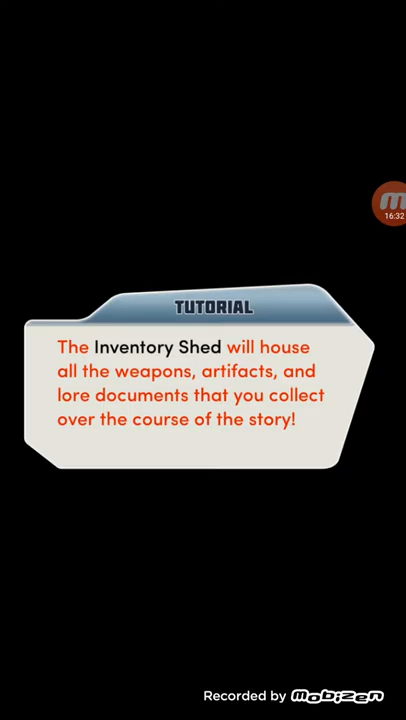 16:32
TUTORIAL
The Inventory Shed will house
all the weapons, artifacts, and
lore documents that you collect
over the course of the story!
Recorded by mobizen